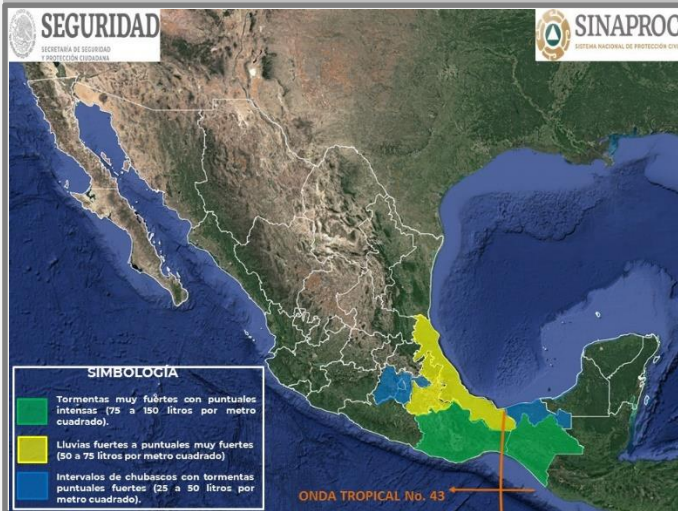 SEGURIDAD
SECRETARÍA DE SEGURIDAD
Y PROTECCIÓN CIUDADANA
SINAPROC
SISTEMA NACIONAL DE PROTECCIÓN CIVI
SIMBOLOGÍA
Tormentas muy fuertes con puntuales
intensas (75 a 150 litros por metro
cuadrado).
Lluvias fuertes a puntuales muy fuertes
(50 a 75 litros por metro cuadrado)
Intervalos de chubascos con tormentas
puntuales fuertes (25 a 50 litros por
metro cuadrado).
ONDA TROPICAL No. 43